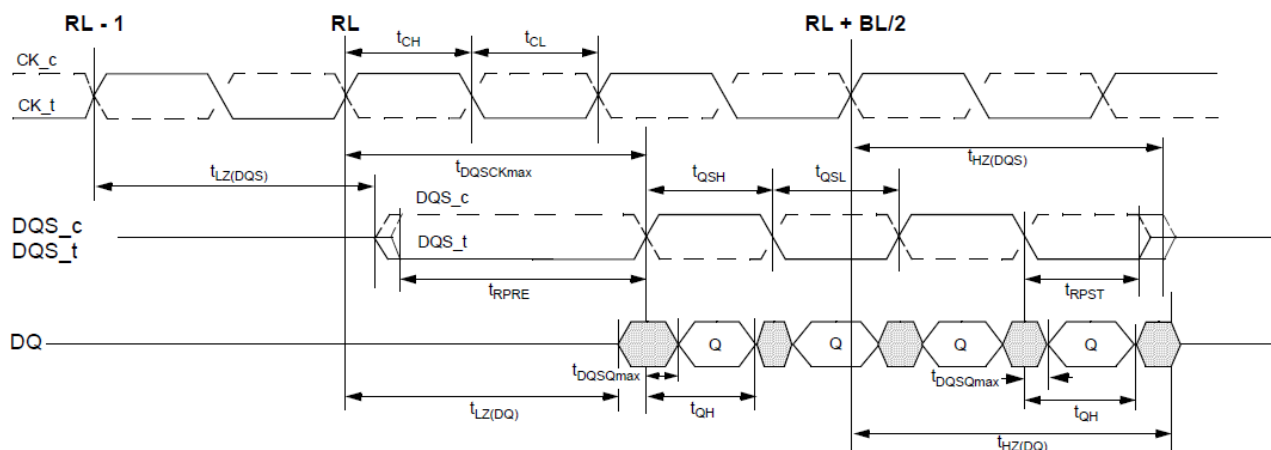 RL - 1 RL RL + BL/2
tCH tCL
CK_c
CK_t
tLZ(DQS) tDQSCKmax tQSH tQSL tHZ(DQS)
DQS_c
DQS_c
DQS_t
DQS_t
tRPRE tRPST
DQ Q Q Q Q
tDQSQmax tDQSQmax
tLZ(DQ) tQH tQH
tHZ(DQ)